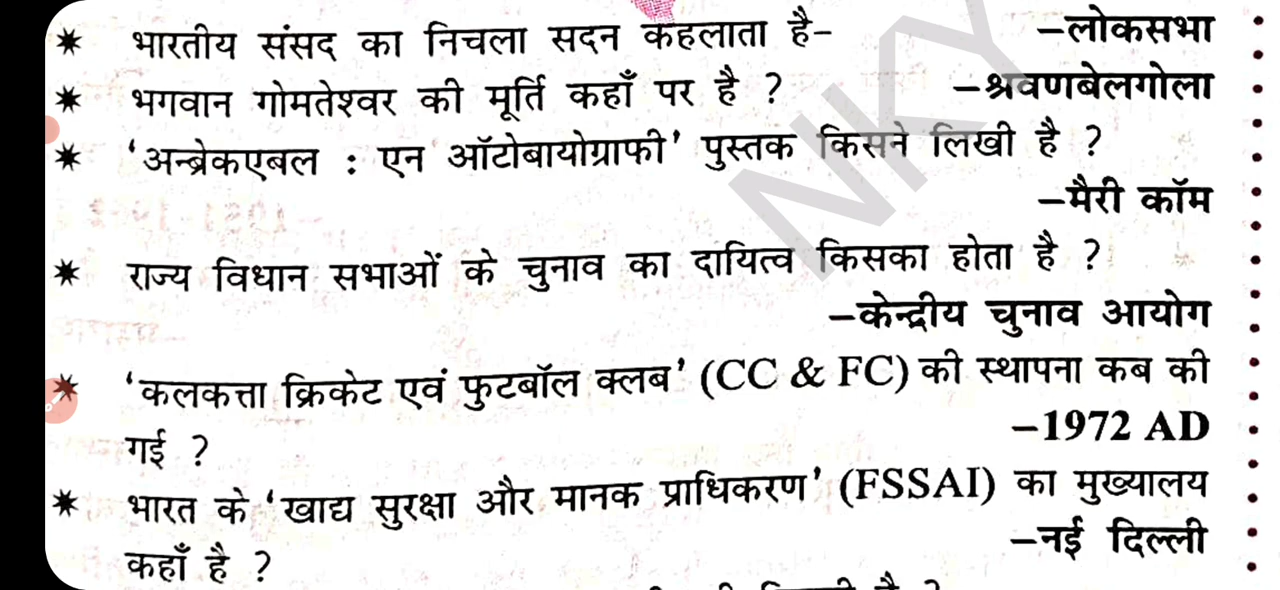 ✷ भारतीय संसद का निचला सदन कहलाता है– –लोकसभा
✷ भगवान गोमतेश्वर की मूर्ति कहाँ पर है ? –श्रवणबेलगोला
✷ ‘अन्ब्रेकएबल : एन ऑटोबायोग्राफी’ पुस्तक किसने लिखी है ?
–मैरी कॉम
✷ राज्य विधान सभाओं के चुनाव का दायित्व किसका होता है ?
–केन्द्रीय चुनाव आयोग
✷ ‘कलकत्ता क्रिकेट एवं फुटबॉल क्लब’ (CC & FC) की स्थापना कब की
गई ? –1972 AD
✷ भारत के ‘खाद्य सुरक्षा और मानक प्राधिकरण’ (FSSAI) का मुख्यालय
कहाँ है ? –नई दिल्ली
NKY